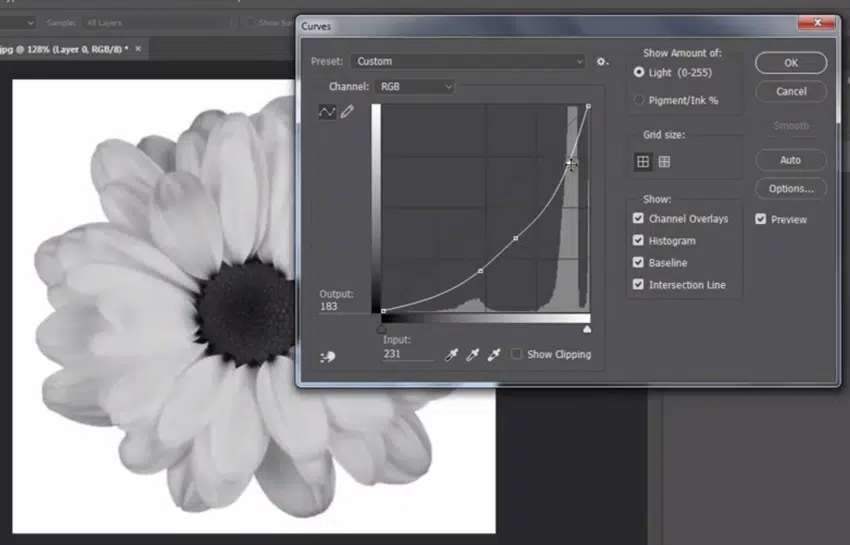 Sample: All Layers Show Sa
jpg @ 128% (Layer 0, RGB/8) * ×
Curves
Preset: Custom
Channel: RGB
Output:
183
Input:
231
Show Clipping
Show Amount of:
Light (0-255)
Pigment/Ink %
Grid size:
Show:
Channel Overlays
Histogram
Baseline
Intersection Line
OK
Cancel
Smooth
Auto
Options...
Preview